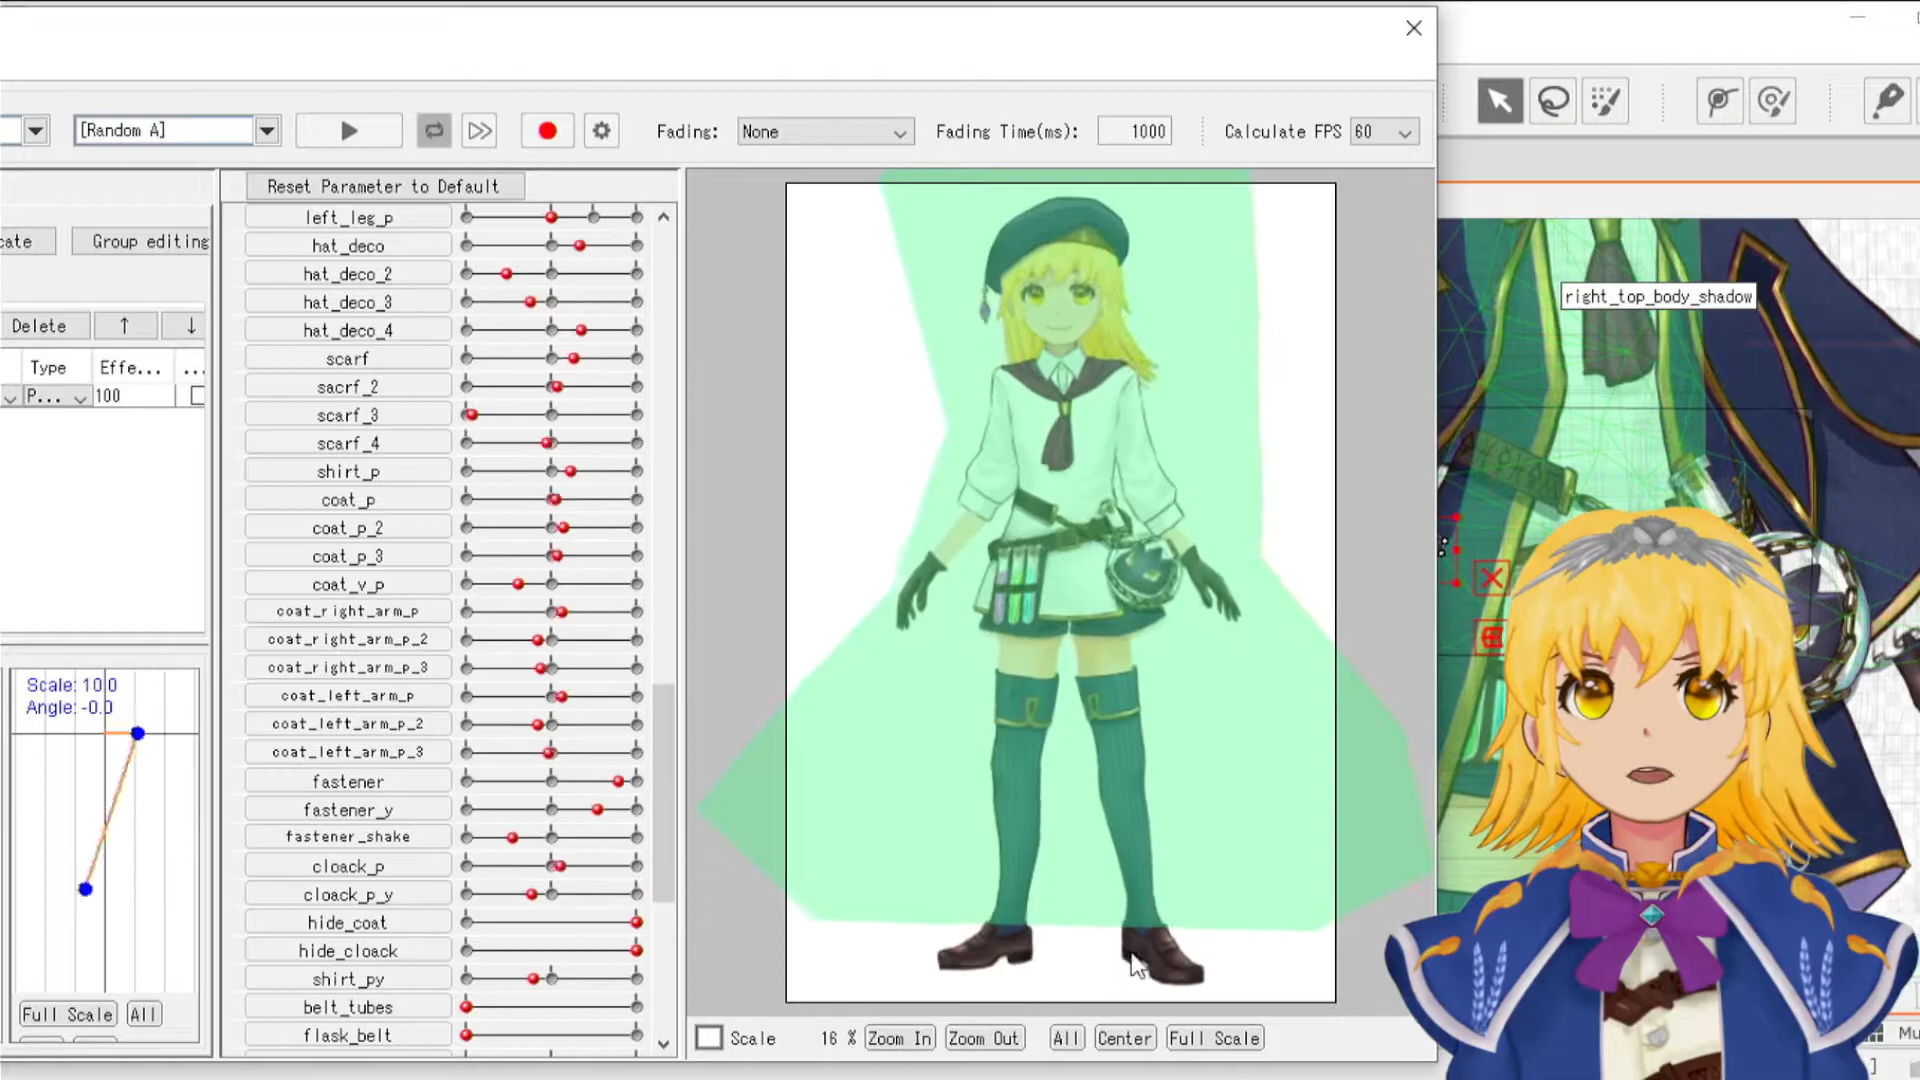 [Random A]
Fading:
None
Fading Time(ms):
1000
Calculate FPS
60
Reset Parameter to Default
Group editing
Delete
↑
↓
Type
Effe...
...
P...
100
left_leg_p
hat_deco
hat_deco_2
hat_deco_3
hat_deco_4
scarf
sacrf_2
scarf_3
scarf_4
shirt_p
coat_p
coat_p_2
coat_p_3
coat_v_p
coat_right_arm_p
coat_right_arm_p_2
coat_right_arm_p_3
coat_left_arm_p
coat_left_arm_p_2
coat_left_arm_p_3
fastener
fastener_y
fastener_shake
cloack_p
cloack_p_y
hide_coat
hide_cloack
shirt_py
belt_tubes
flask_belt
Scale: 10.0
Angle: -0.0
Full Scale
All
Scale
16 %
Zoom In
Zoom Out
All
Center
Full Scale
right_top_body_shadow